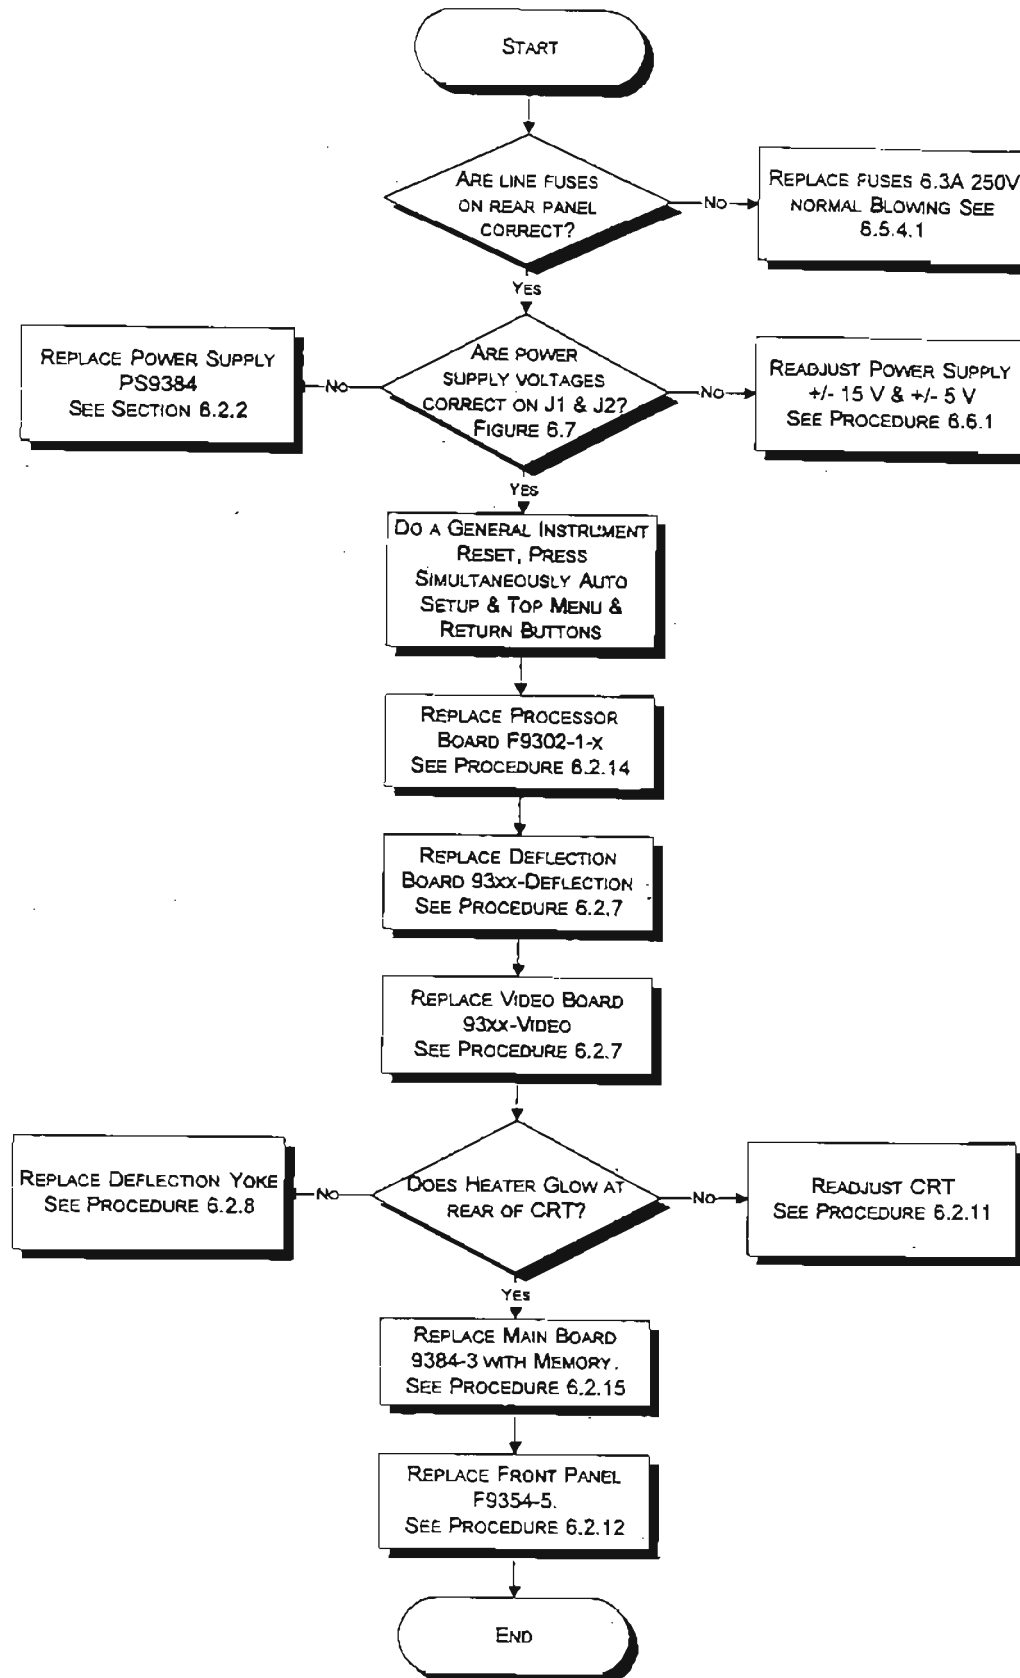 START
ARE LINE FUSES
ON REAR PANEL
CORRECT?
NO
REPLACE FUSES 6.3A 250V
NORMAL BLOWING SEE
6.5.4.1
YES
REPLACE POWER SUPPLY
PS9384
SEE SECTION 6.2.2
NO
ARE POWER
SUPPLY VOLTAGES
CORRECT ON J1 & J2?
FIGURE 6.7
NO
READJUST POWER SUPPLY
+/- 15 V & +/- 5 V
SEE PROCEDURE 6.6.1
YES
DO A GENERAL INSTRUMENT
RESET, PRESS
SIMULTANEOUSLY AUTO
SETUP & TOP MENU &
RETURN BUTTONS
REPLACE PROCESSOR
BOARD F9302-1-X
SEE PROCEDURE 6.2.14
REPLACE DEFLECTION
BOARD 93XX-DEFLECTION
SEE PROCEDURE 6.2.7
REPLACE VIDEO BOARD
93XX-VIDEO
SEE PROCEDURE 6.2.7
REPLACE DEFLECTION YOKE
SEE PROCEDURE 6.2.8
NO
DOES HEATER GLOW AT
REAR OF CRT?
NO
READJUST CRT
SEE PROCEDURE 6.2.11
YES
REPLACE MAIN BOARD
9384-3 WITH MEMORY.
SEE PROCEDURE 6.2.15
REPLACE FRONT PANEL
F9354-5.
SEE PROCEDURE 6.2.12
END